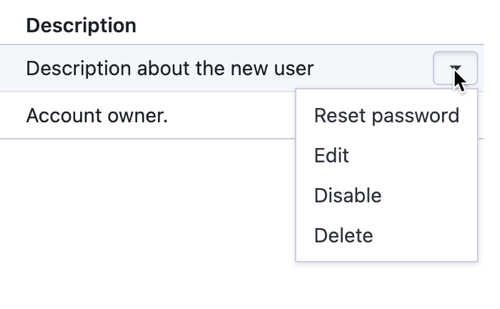 Description
Description about the new user
Account owner.
Reset password
Edit
Disable
Delete